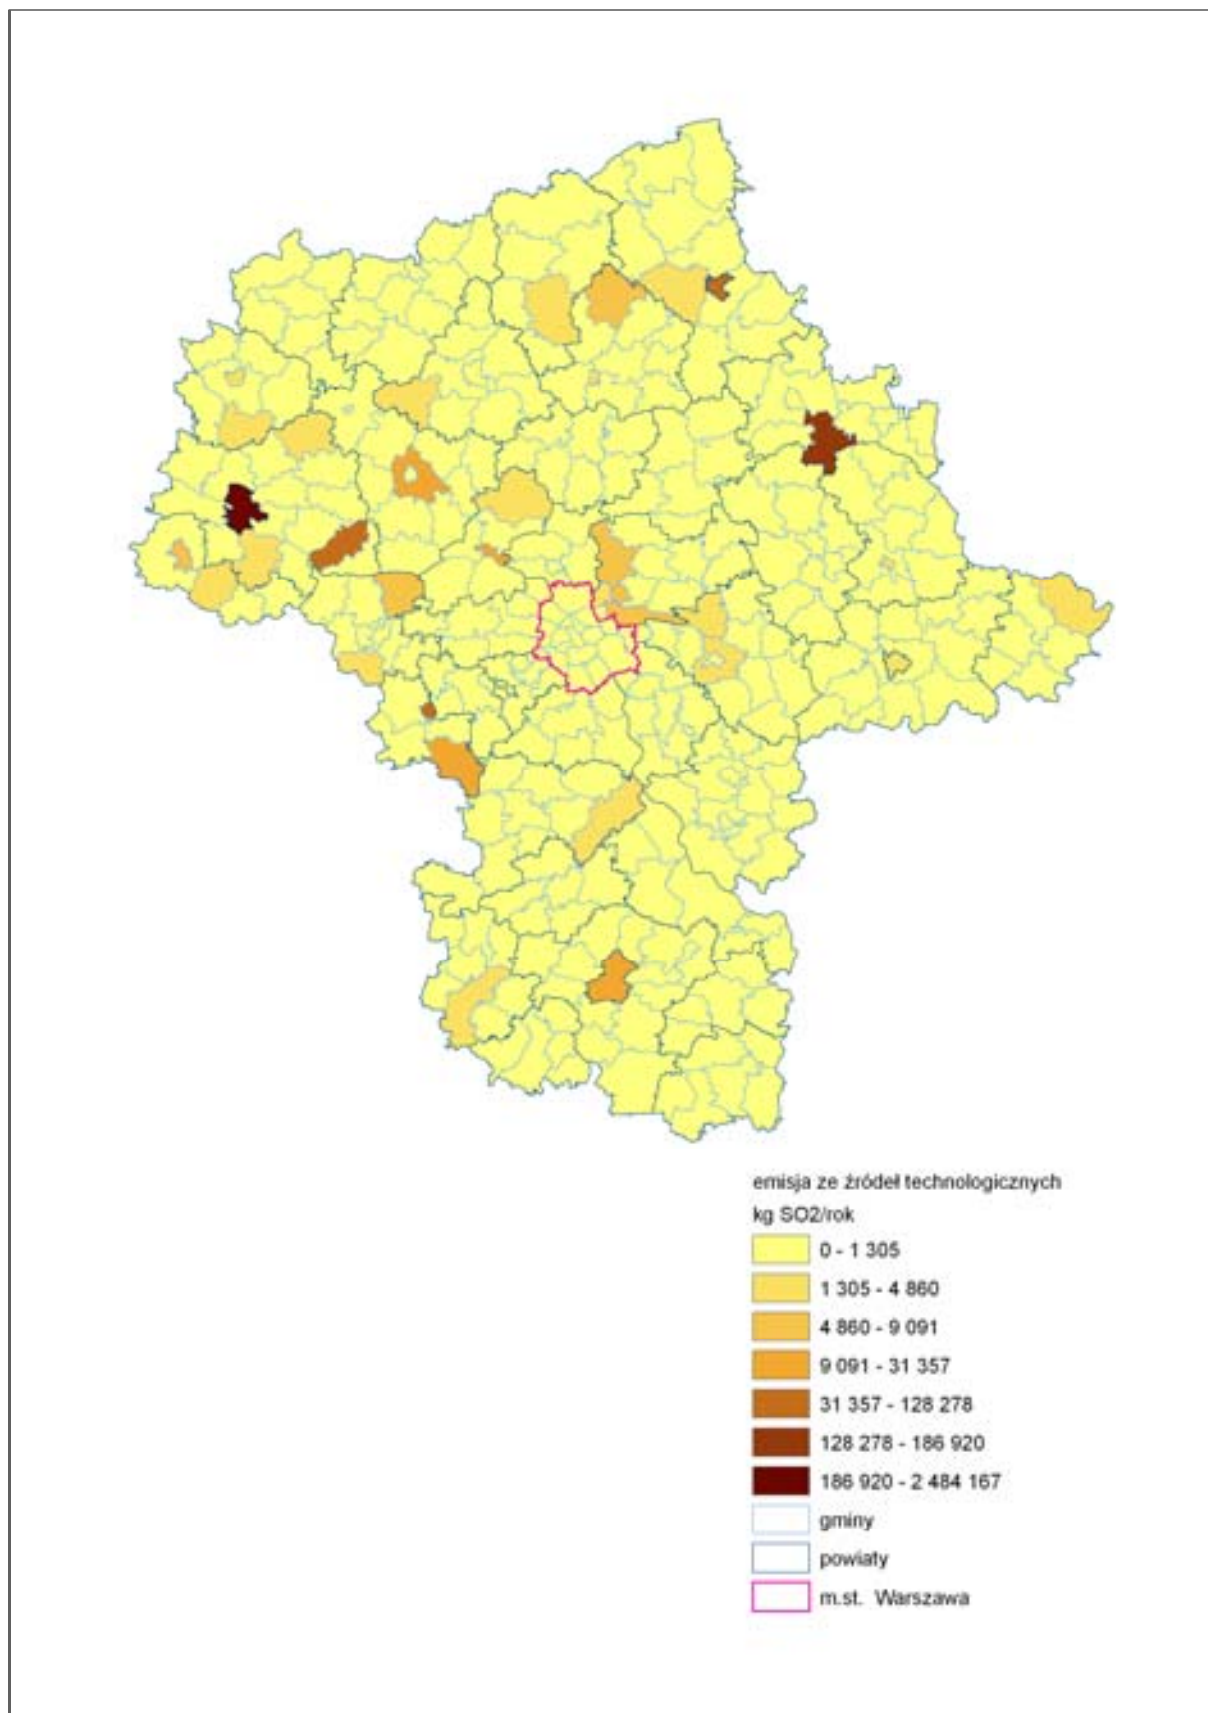 emisja ze źródeł technologicznych
kg SO2/rok
0 - 1 305
1 305 - 4 860
4 860 - 9 091
9 091 - 31 357
31 357 - 128 278
128 278 - 186 920
186 920 - 2 484 167
gminy
powiaty
m.st. Warszawa